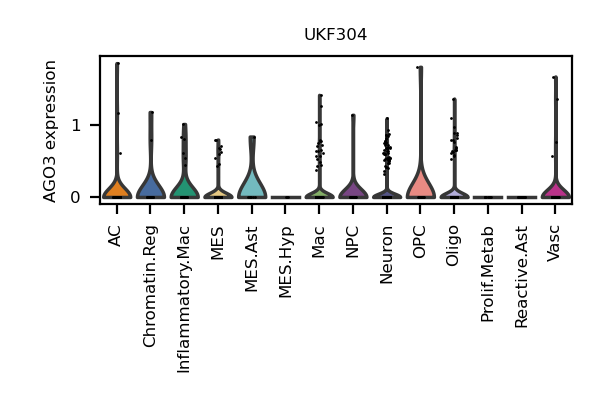 UKF304
AGO3 expression
1
0
AC
Chromatin.Reg
Inflammatory.Mac
MES
MES.Ast
MES.Hyp
Mac
NPC
Neuron
OPC
Oligo
Prolif.Metab
Reactive.Ast
Vasc